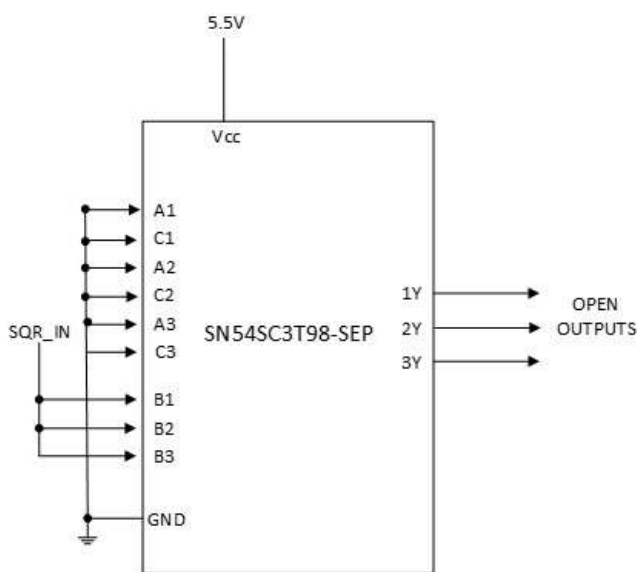 5.5V
Vcc
A1
C1
A2
C2
A3
C3
SQR_IN
B1
B2
B3
GND
SN54SC3T98-SEP
1Y
2Y
3Y
OPEN
OUTPUTS